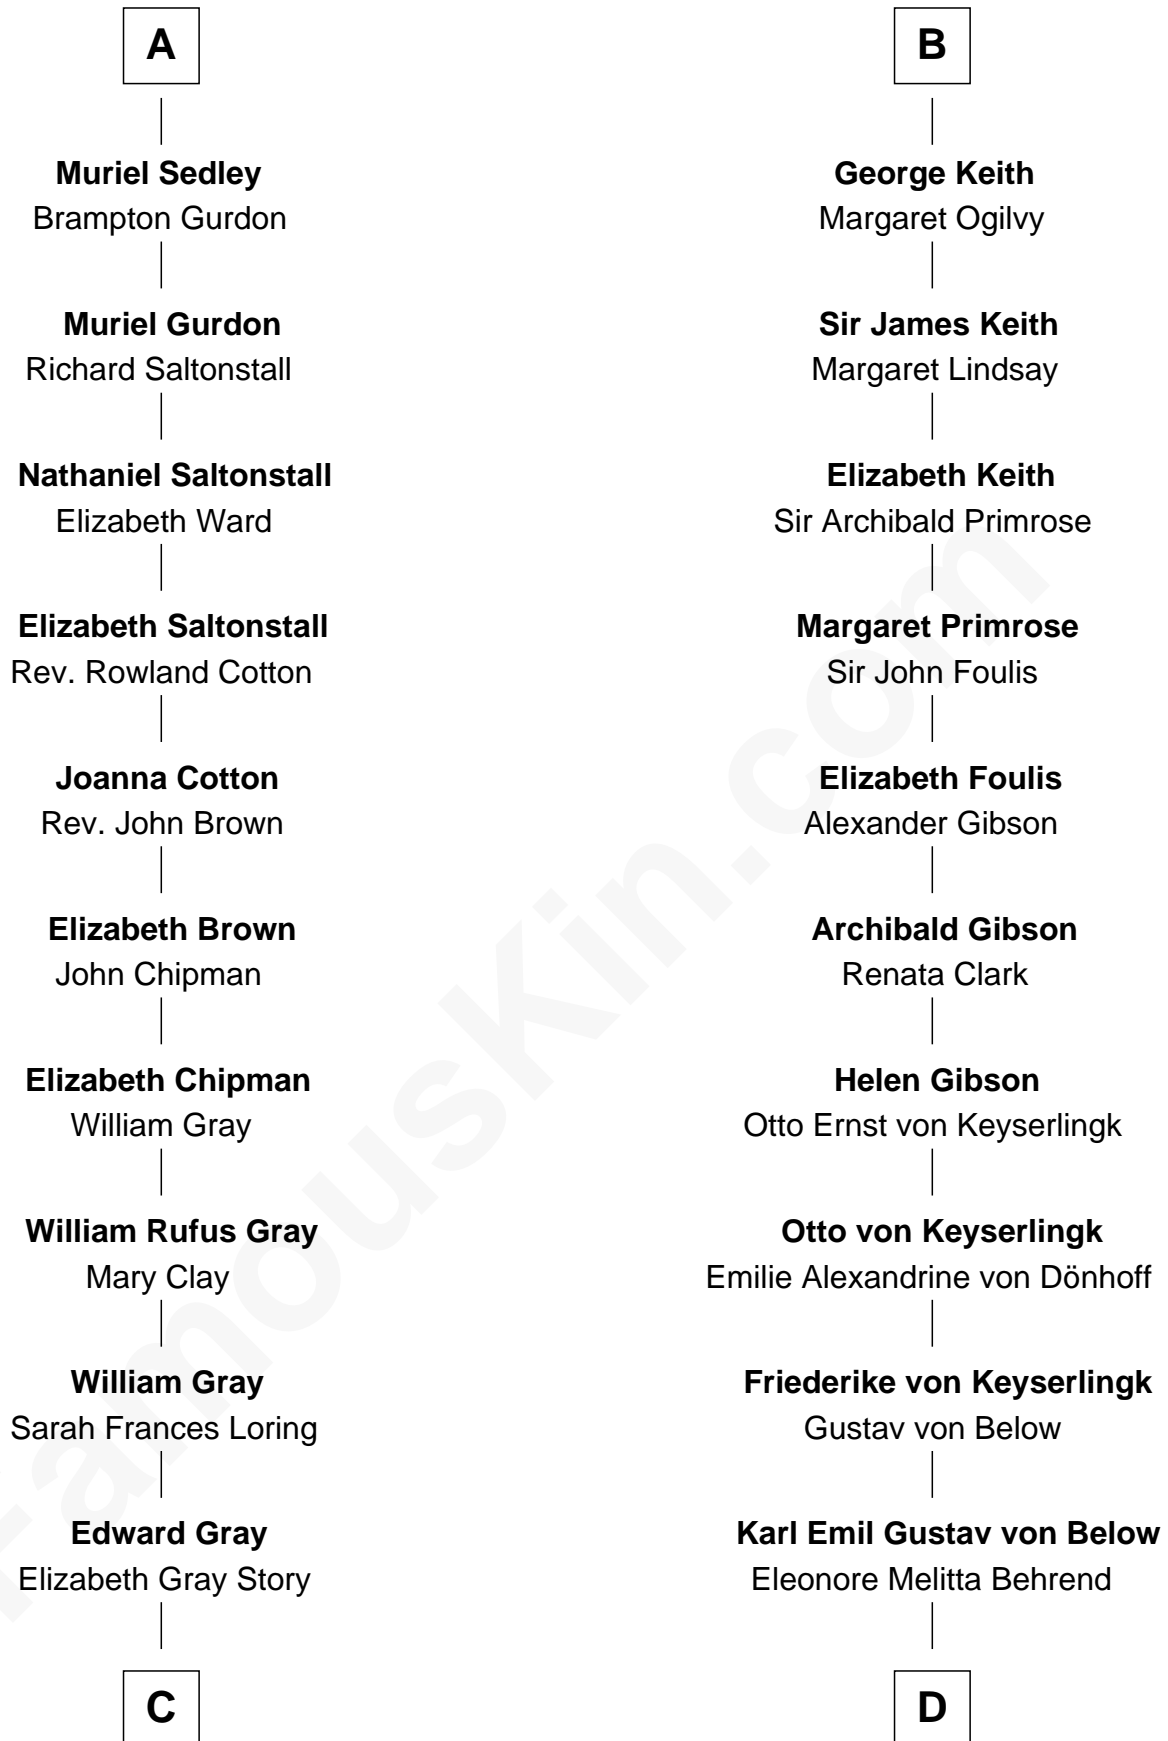 A
Muriel Sedley
Brampton Gurdon
Muriel Gurdon
Richard Saltonstall
Nathaniel Saltonstall
Elizabeth Ward
Elizabeth Saltonstall
Rev. Rowland Cotton
Joanna Cotton
Rev. John Brown
Elizabeth Brown
John Chipman
Elizabeth Chipman
William Gray
William Rufus Gray
Mary Clay
William Gray
Sarah Frances Loring
Edward Gray
Elizabeth Gray Story
C
B
George Keith
Margaret Ogilvy
Sir James Keith
Margaret Lindsay
Elizabeth Keith
Sir Archibald Primrose
Margaret Primrose
Sir John Foulis
Elizabeth Foulis
Alexander Gibson
Archibald Gibson
Renata Clark
Helen Gibson
Otto Ernst von Keyserlingk
Otto von Keyserlingk
Emilie Alexandrine von Dönhoff
Friederike von Keyserlingk
Gustav von Below
Karl Emil Gustav von Below
Eleonore Melitta Behrend
D
FamousKin.com